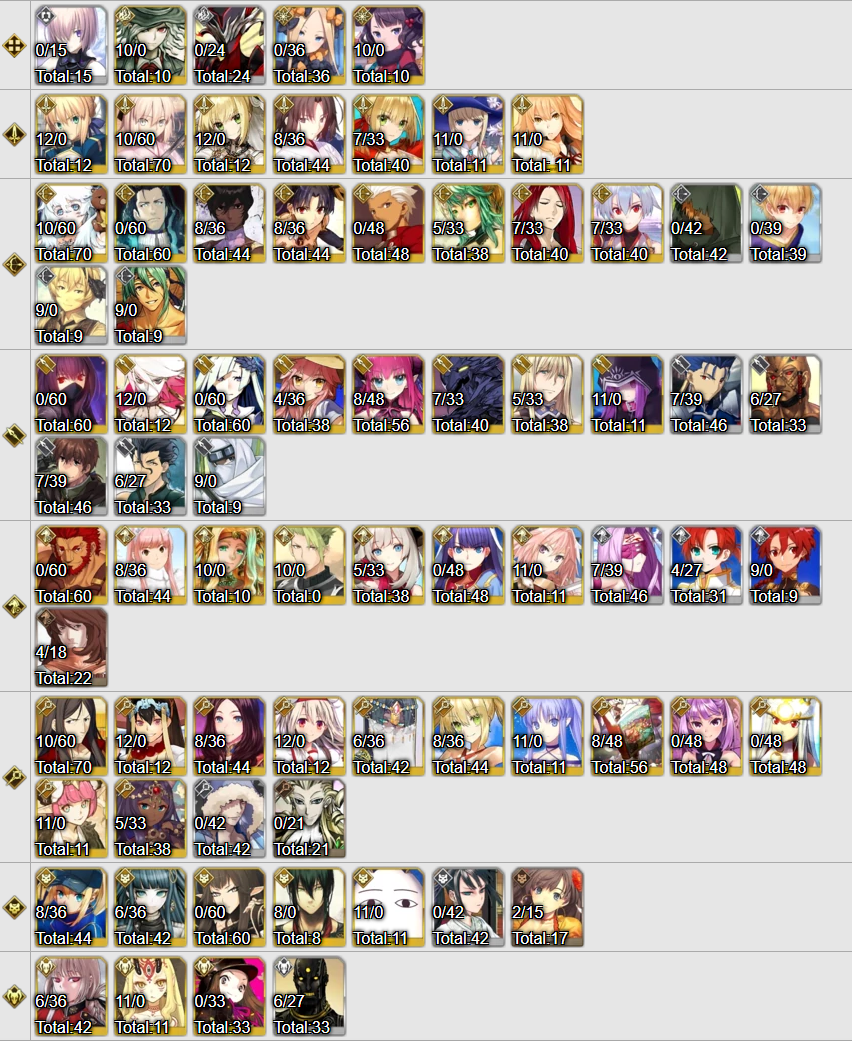 0/15 10/0 0/24 0/36 10/0
Total:15 Total:10 Total:24 Total:36 Total:10
12/0 10/60 12/0 8/36 7/33 11/0 11/0
Total:12 Total:70 Total:12 Total:44 Total:40 Total:11 Total:11
10/60 0/60 8/36 8/36 0/48 5/33 7/33 7/33 0/42 0/39
Total:70 Total:60 Total:44 Total:44 Total:48 Total:38 Total:40 Total:40 Total:42 Total:39
9/0 9/0
Total:9 Total:9
0/60 12/0 0/60 4/36 8/48 7/33 5/33 11/0 7/39 6/27
Total:60 Total:12 Total:60 Total:38 Total:56 Total:40 Total:38 Total:11 Total:46 Total:33
7/39 6/27 9/0
Total:46 Total:33 Total:9
0/60 8/36 10/0 10/0 5/33 0/48 11/0 7/39 4/27 9/0
Total:60 Total:44 Total:10 Total:0 Total:38 Total:48 Total:11 Total:46 Total:31 Total:9
4/18
Total:22
10/60 12/0 8/36 12/0 6/36 8/36 11/0 8/48 0/48 0/48
Total:70 Total:12 Total:44 Total:12 Total:42 Total:44 Total:11 Total:56 Total:48 Total:48
11/0 5/33 0/42 0/21
Total:11 Total:38 Total:42 Total:21
8/36 6/36 0/60 8/0 11/0 0/42 2/15
Total:44 Total:42 Total:60 Total:8 Total:11 Total:42 Total:17
6/36 11/0 0/33 6/27
Total:42 Total:11 Total:33 Total:33